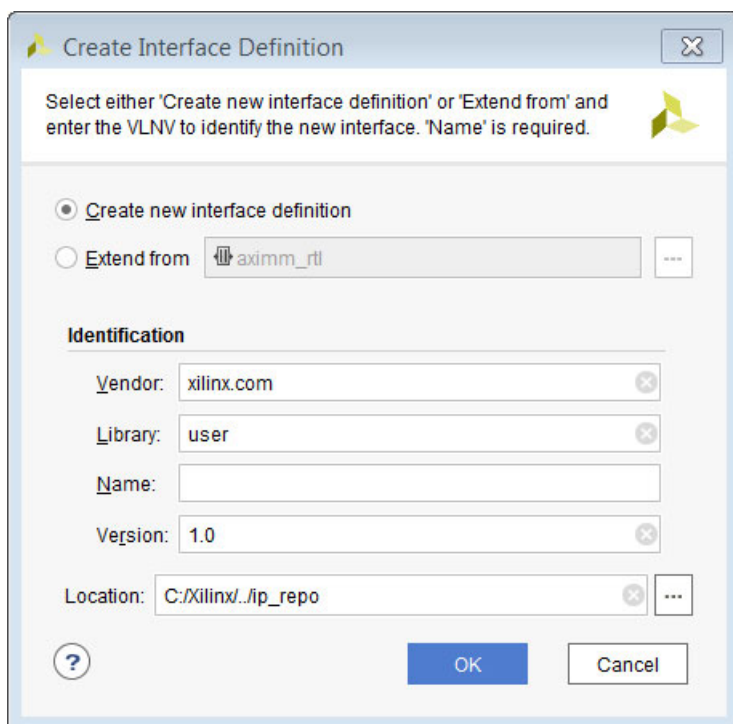 Create Interface Definition
Select either 'Create new interface definition' or 'Extend from' and
enter the VLNV to identify the new interface. 'Name' is required.
Create new interface definition
Extend from aximm_rtl ...
Identification
Vendor: xilinx.com
Library: user
Name:
Version: 1.0
Location: C:/Xilinx/../ip_repo ...
? OK Cancel